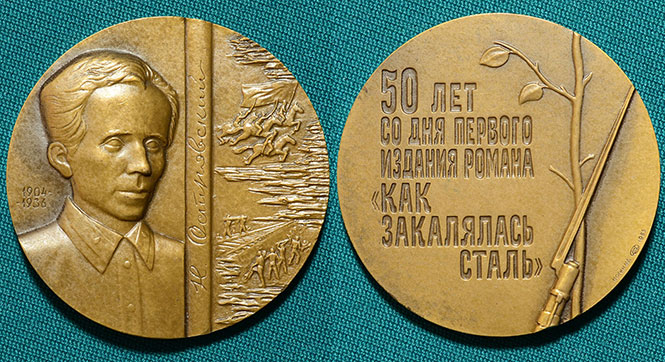 1904-
-1936
Н Островский
50 ЛЕТ
СО ДНЯ ПЕРВОГО
ИЗДАНИЯ РОМАНА
«КАК
ЗАКАЛЯЛАСЬ
СТАЛЬ»